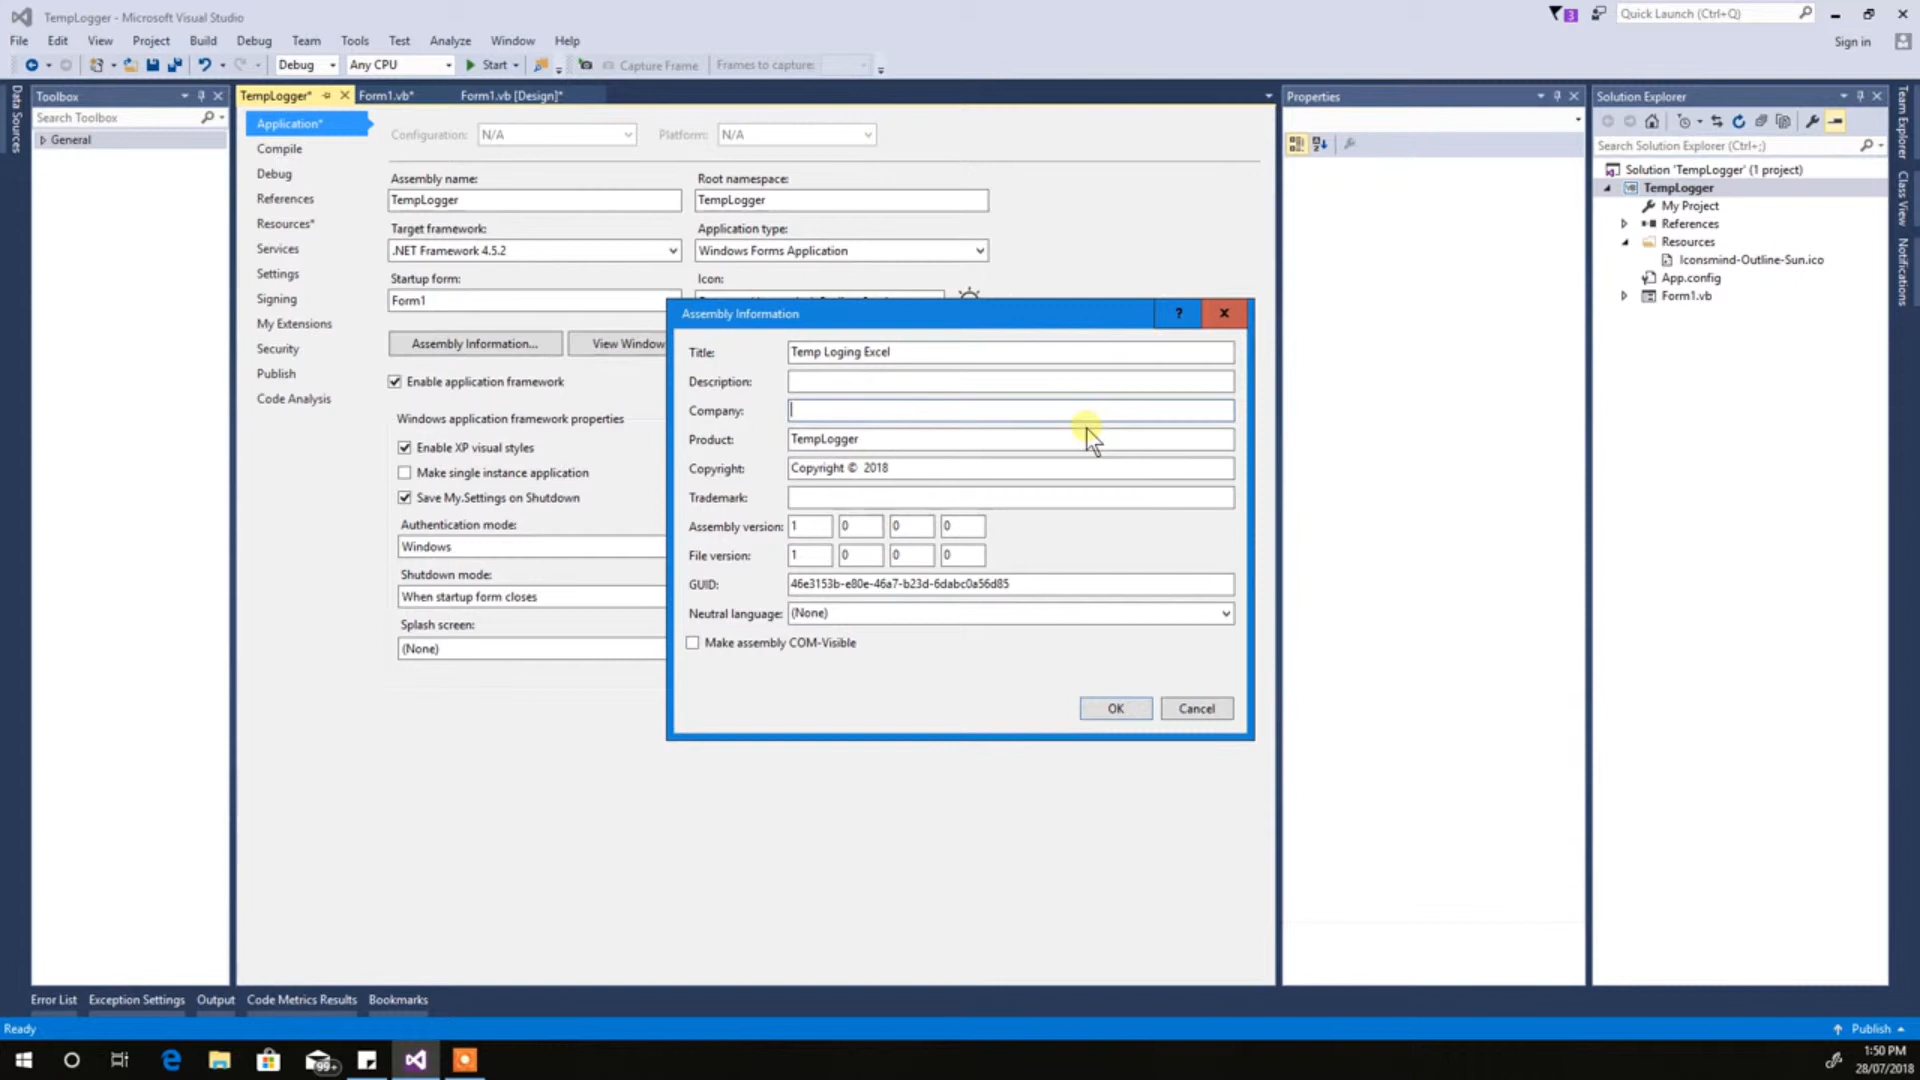 TempLogger - Microsoft Visual Studio
3
Quick Launch (Ctrl+Q)
File Edit View Project Build Debug Team Tools Test Analyze Window Help
Sign in
Debug Any CPU Start Capture Frame Frames to capture:
Data Sources
Toolbox
Search Toolbox
General
TempLogger* Form1.vb* Form1.vb [Design]*
Application*
Compile
Debug
References
Resources*
Services
Settings
Signing
My Extensions
Security
Publish
Code Analysis
Configuration: N/A Platform: N/A
Assembly name: Root namespace:
TempLogger TempLogger
Target framework: Application type:
.NET Framework 4.5.2 Windows Forms Application
Startup form: Icon:
Form1
Assembly Information... View Window
Enable application framework
Windows application framework properties
Enable XP visual styles
Make single instance application
Save My.Settings on Shutdown
Authentication mode:
Windows
Shutdown mode:
When startup form closes
Splash screen:
(None)
Assembly Information
?
Title: Temp Loging Excel
Description:
Company:
Product: TempLogger
Copyright: Copyright © 2018
Trademark:
Assembly version: 1 0 0 0
File version: 1 0 0 0
GUID: 46e3153b-e80e-46a7-b23d-6dabc0a56d85
Neutral language: (None)
Make assembly COM-Visible
OK Cancel
Properties
Solution Explorer
Search Solution Explorer (Ctrl+;)
Solution 'TempLogger' (1 project)
TempLogger
My Project
References
Resources
Iconsmind-Outline-Sun.ico
App.config
Form1.vb
Team Explorer
Class View
Notifications
Error List Exception Settings Output Code Metrics Results Bookmarks
Ready
Publish
99+
1:50 PM
28/07/2018